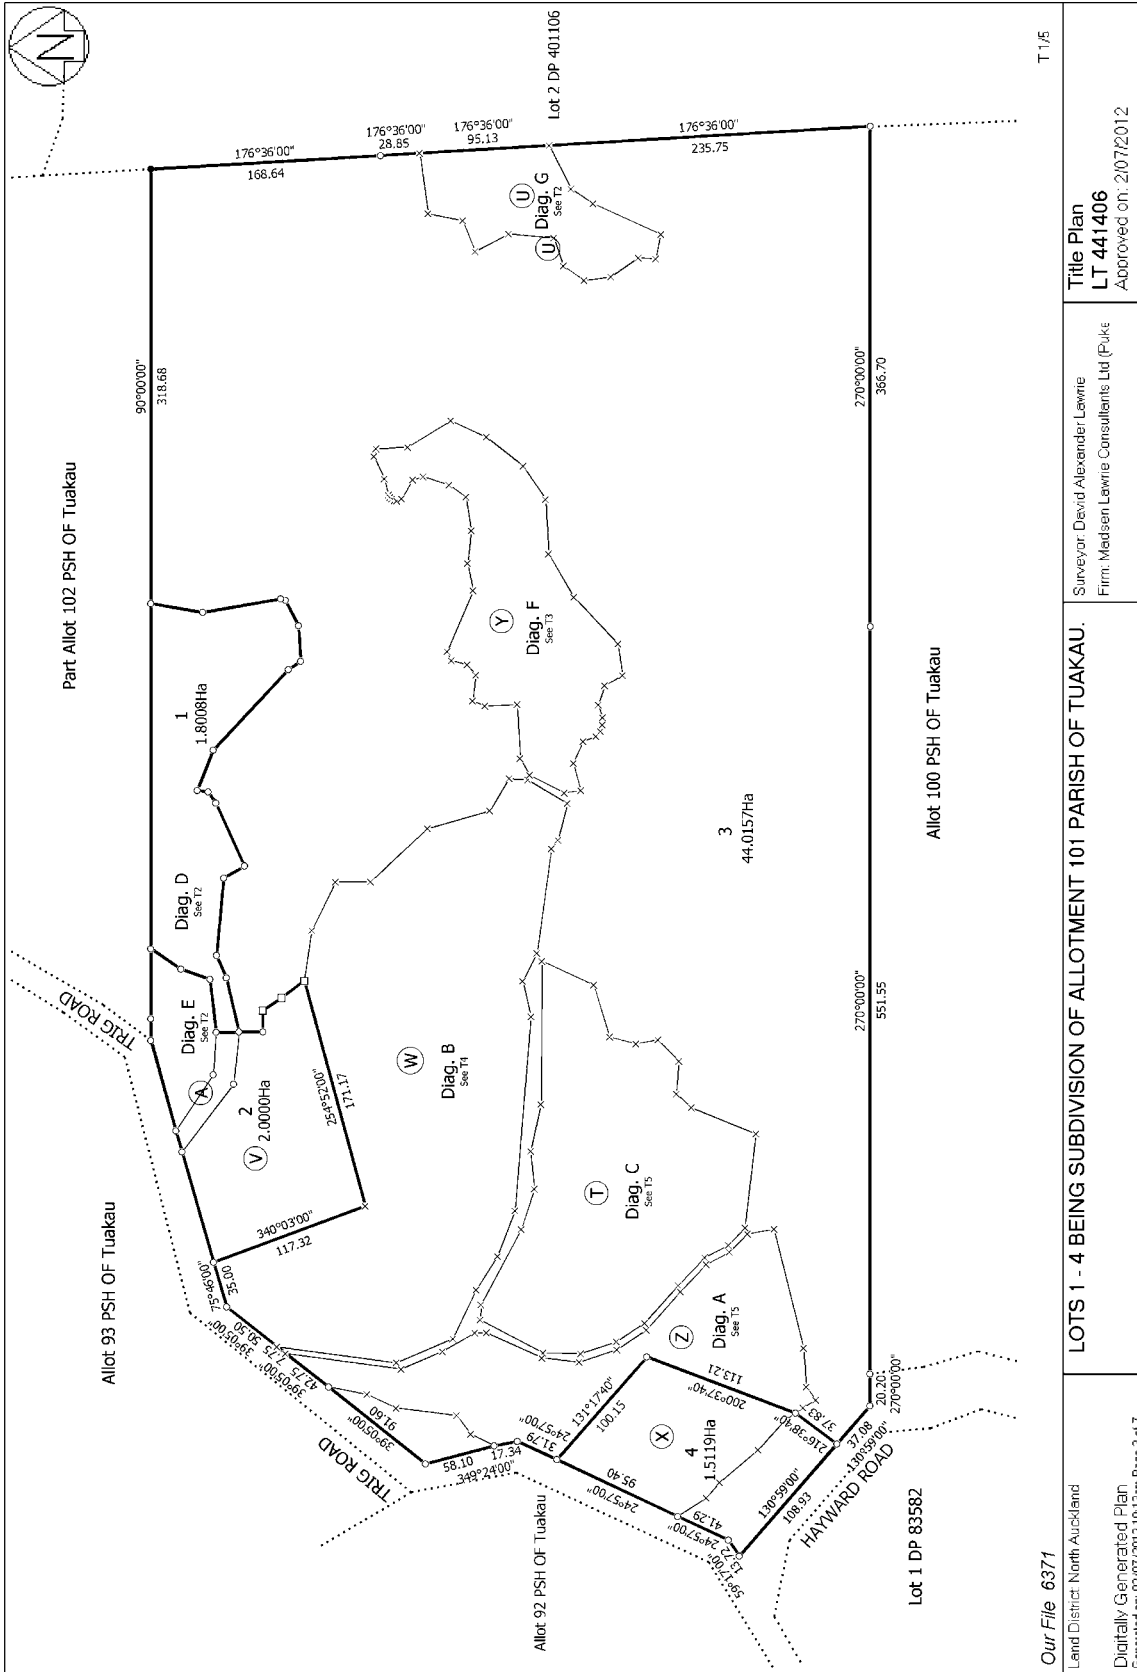 N
T 1/5
Part Allot 102 PSH OF Tuakau
Lot 2 DP 401106
TRIG ROAD
Allot 93 PSH OF Tuakau
90°00'00"
318.68
176°36'00"
168.64
176°36'00"
28.85
176°36'00"
95.13
176°36'00"
235.75
1
1.8008Ha
Diag. D
See T2
Diag. E
See T2
A
2
2.0000Ha
V
254°52'00"
171.17
340°03'00"
117.32
75°46'00"
35.00
39°05'00"
50.50
7.75
39°05'00"
42.75
39°05'00"
91.60
TRIG ROAD
58.10
349°24'00"
17.34
24°57'00"
31.79
W
Diag. B
See T4
U
Diag. G
See T2
U
Y
Diag. F
See T3
T
Diag. C
See T5
Z
Diag. A
See T5
3
44.0157Ha
131°17'40"
100.15
200°37'40"
113.21
X
4
1.5119Ha
24°57'00"
95.40
24°57'00"
41.29
59°17'00"
13.72
130°59'00"
108.93
216°38'40"
37.83
130°59'00"
37.08
270°00'00"
20.20
270°00'00"
551.55
270°00'00"
366.70
Allot 92 PSH OF Tuakau
HAYWARD ROAD
Lot 1 DP 83582
Allot 100 PSH OF Tuakau
Our File 6371
Land District: North Auckland
Digitally Generated Plan
LOTS 1 - 4 BEING SUBDIVISION OF ALLOTMENT 101 PARISH OF TUAKAU.
Surveyor: David Alexander Lawrie
Firm: Madsen Lawrie Consultants Ltd (Puke
Title Plan
LT 441406
Approved on: 2/07/2012